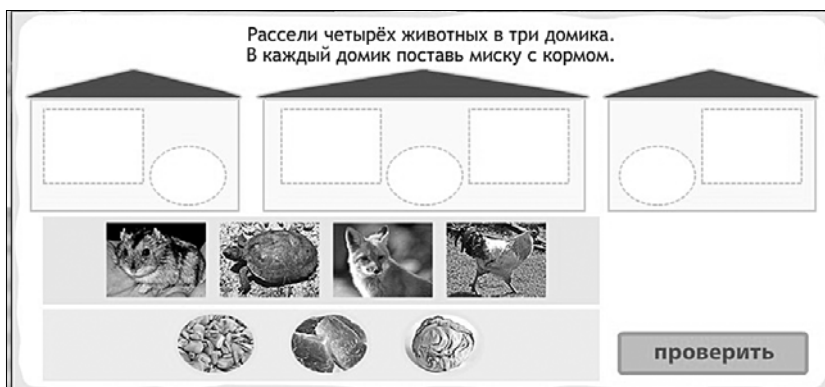 Рассели четырёх животных в три домика.
В каждый домик поставь миску с кормом.
проверить